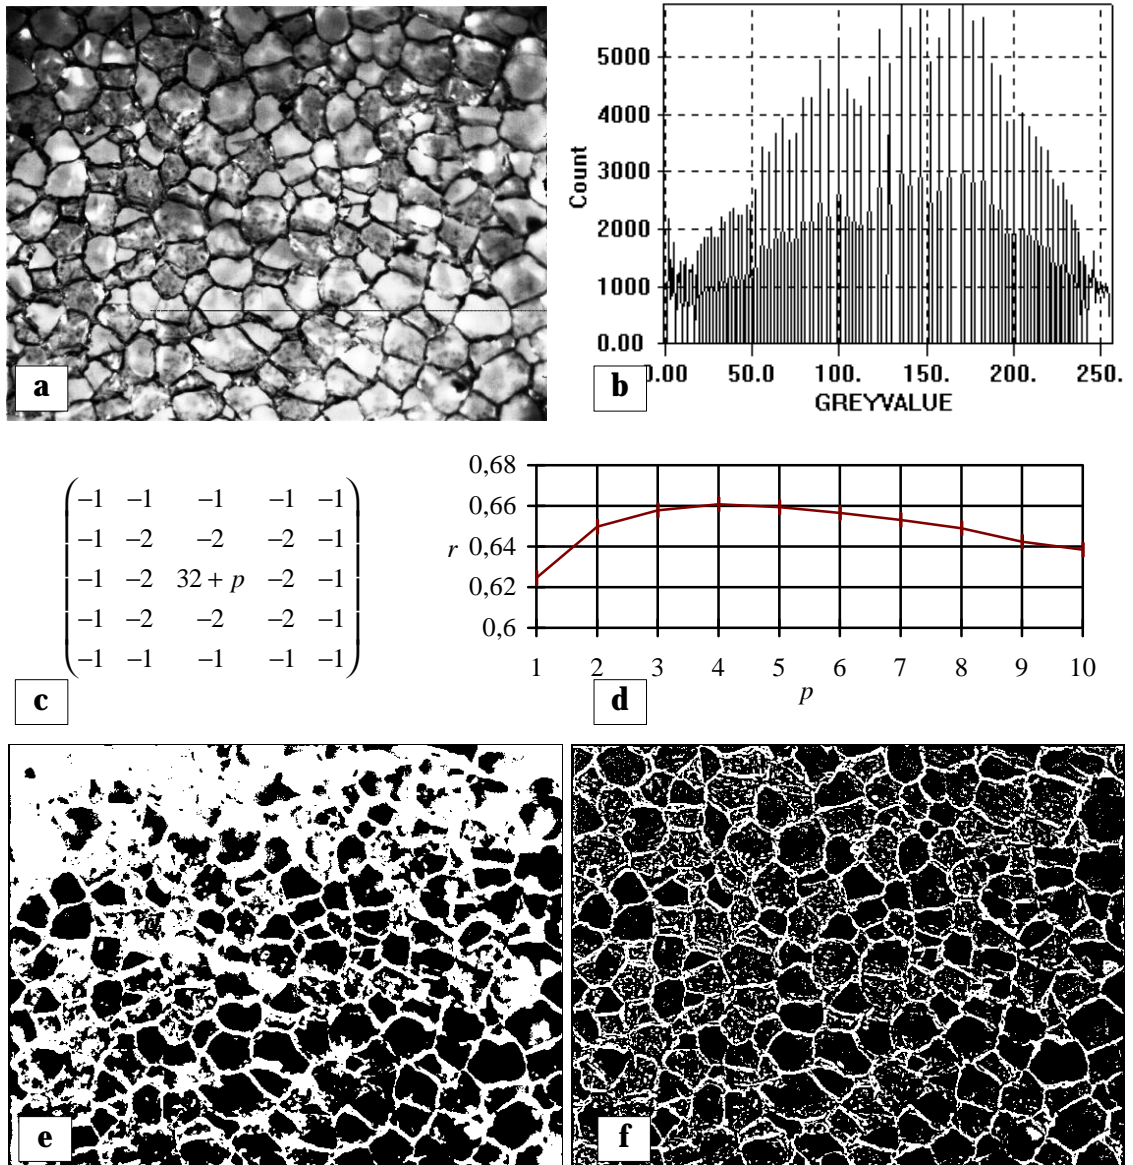 a
5000
4000
3000
2000
1000
0.00
Count
0.00 50.0 100. 150. 200. 250.
GREYVALUE
b
−1 −1 −1 −1 −1
−1 −2 −2 −2 −1
−1 −2 32 + p −2 −1
−1 −2 −2 −2 −1
−1 −1 −1 −1 −1
c
0,68
0,66
r 0,64
0,62
0,6
1 2 3 4 5 6 7 8 9 10
p
d
e
f